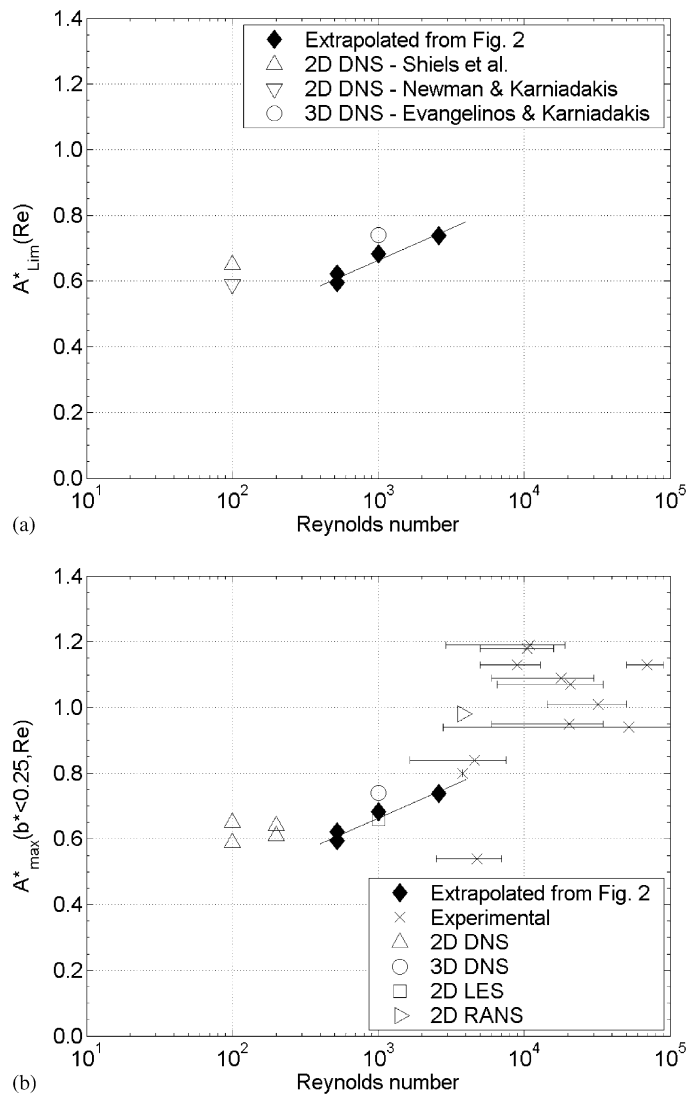 1.4
1.2
1.0
0.8
0.6
0.4
0.2
0.0
A*Lim(Re)
Extrapolated from Fig. 2
2D DNS - Shiels et al.
2D DNS - Newman & Karniadakis
3D DNS - Evangelinos & Karniadakis
10^1 10^2 10^3 10^4 10^5
Reynolds number
(a)
1.4
1.2
1.0
0.8
0.6
0.4
0.2
0.0
A*max(b*<0.25,Re)
Extrapolated from Fig. 2
Experimental
2D DNS
3D DNS
2D LES
2D RANS
10^1 10^2 10^3 10^4 10^5
Reynolds number
(b)